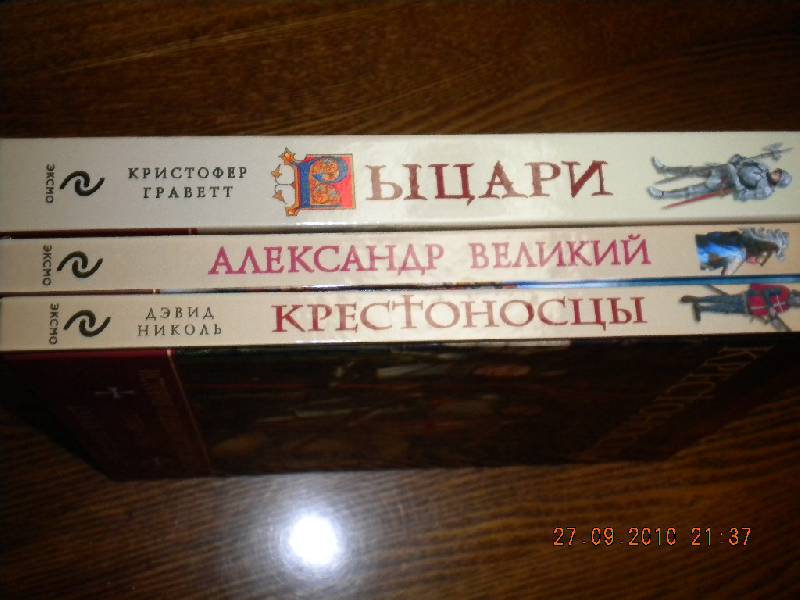 ЭКСМО
КРИСТОФЕР
ГРАВЕТТ
РЫЦАРИ
ЭКСМО
АЛЕКСАНДР ВЕЛИКИЙ
ЭКСМО
ДЭВИД
НИКОЛЬ
КРЕСТОНОСЦЫ
27.09.2010 21:37